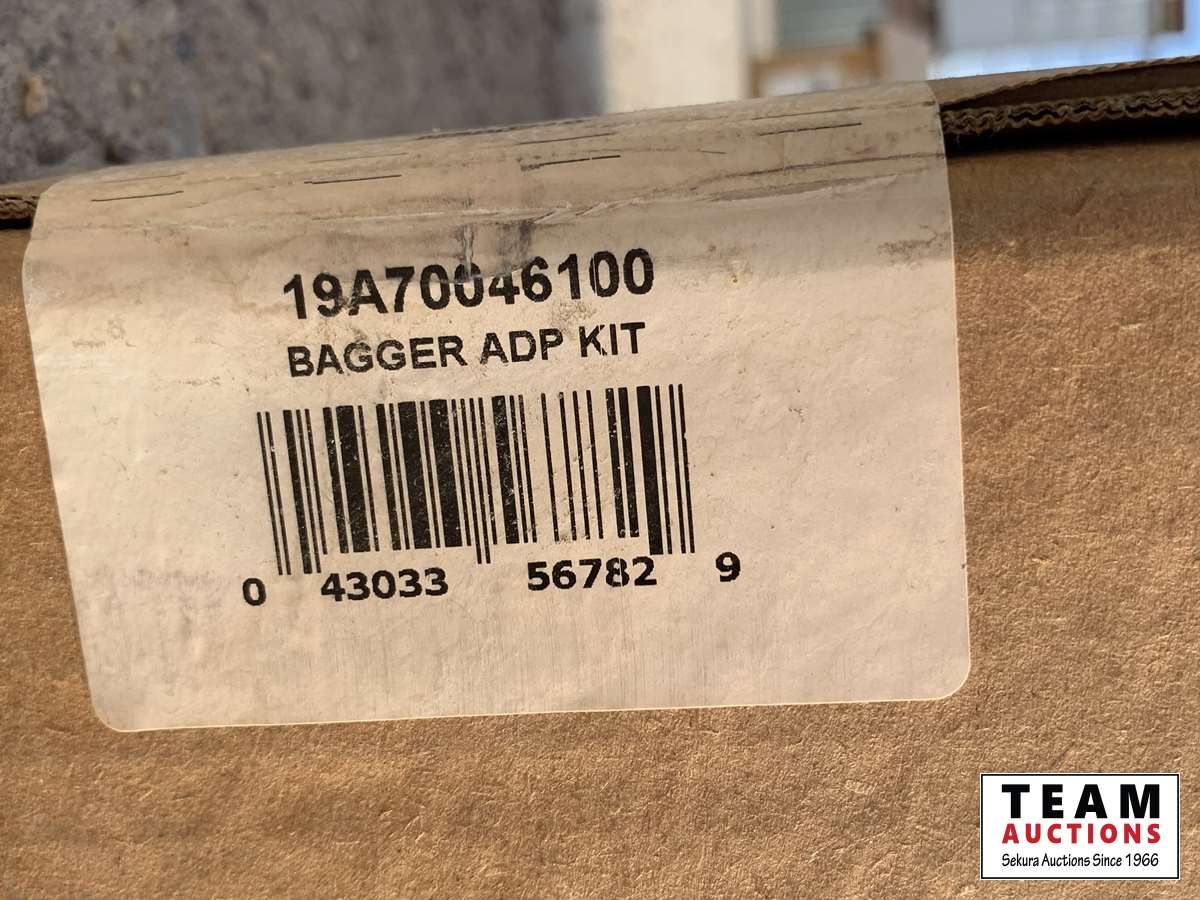 19A70046100
BAGGER ADP KIT
0 43033 56782 9
TEAM
AUCTIONS
Sekura Auctions Since 1966